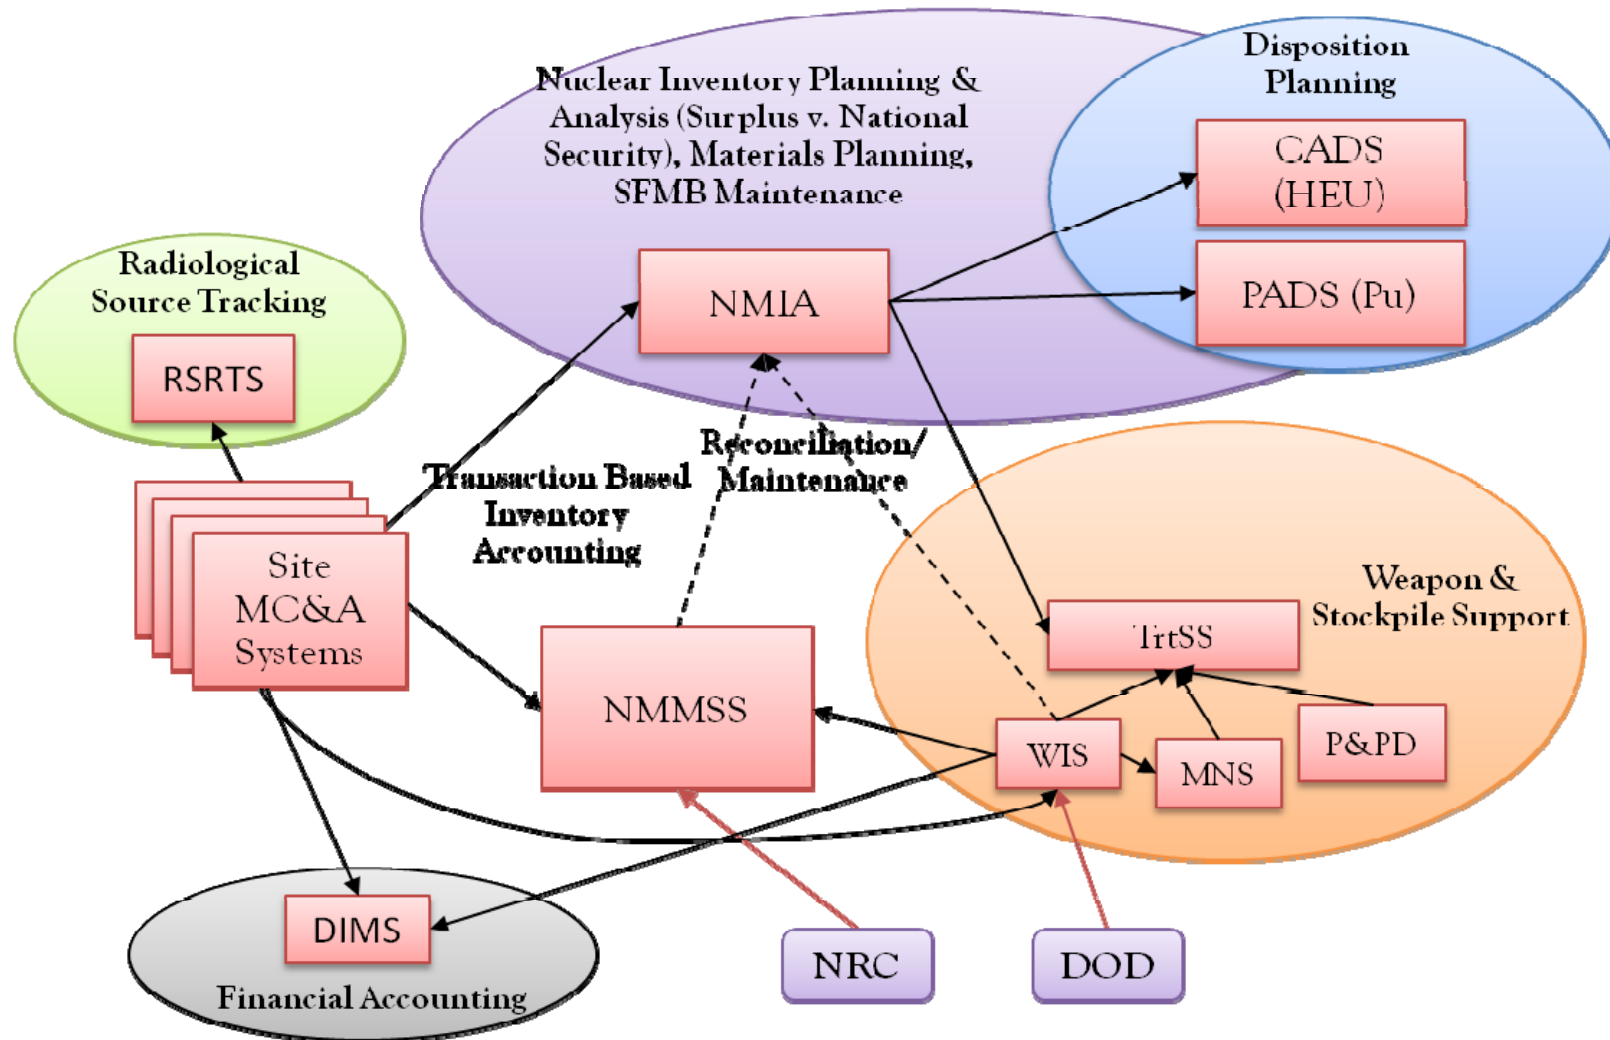 Disposition
Planning
Nuclear Inventory Planning &
Analysis (Surplus v. National
Security), Materials Planning,
SFMB Maintenance
CADS
(HEU)
PADS (Pu)
NMIA
Radiological
Source Tracking
RSRTS
Transaction Based
Inventory
Accounting
Reconciliation/
Maintenance
Site
MC&A
Systems
NMMSS
Weapon &
Stockpile Support
TrtSS
WIS
MNS
P&PD
DIMS
Financial Accounting
NRC
DOD